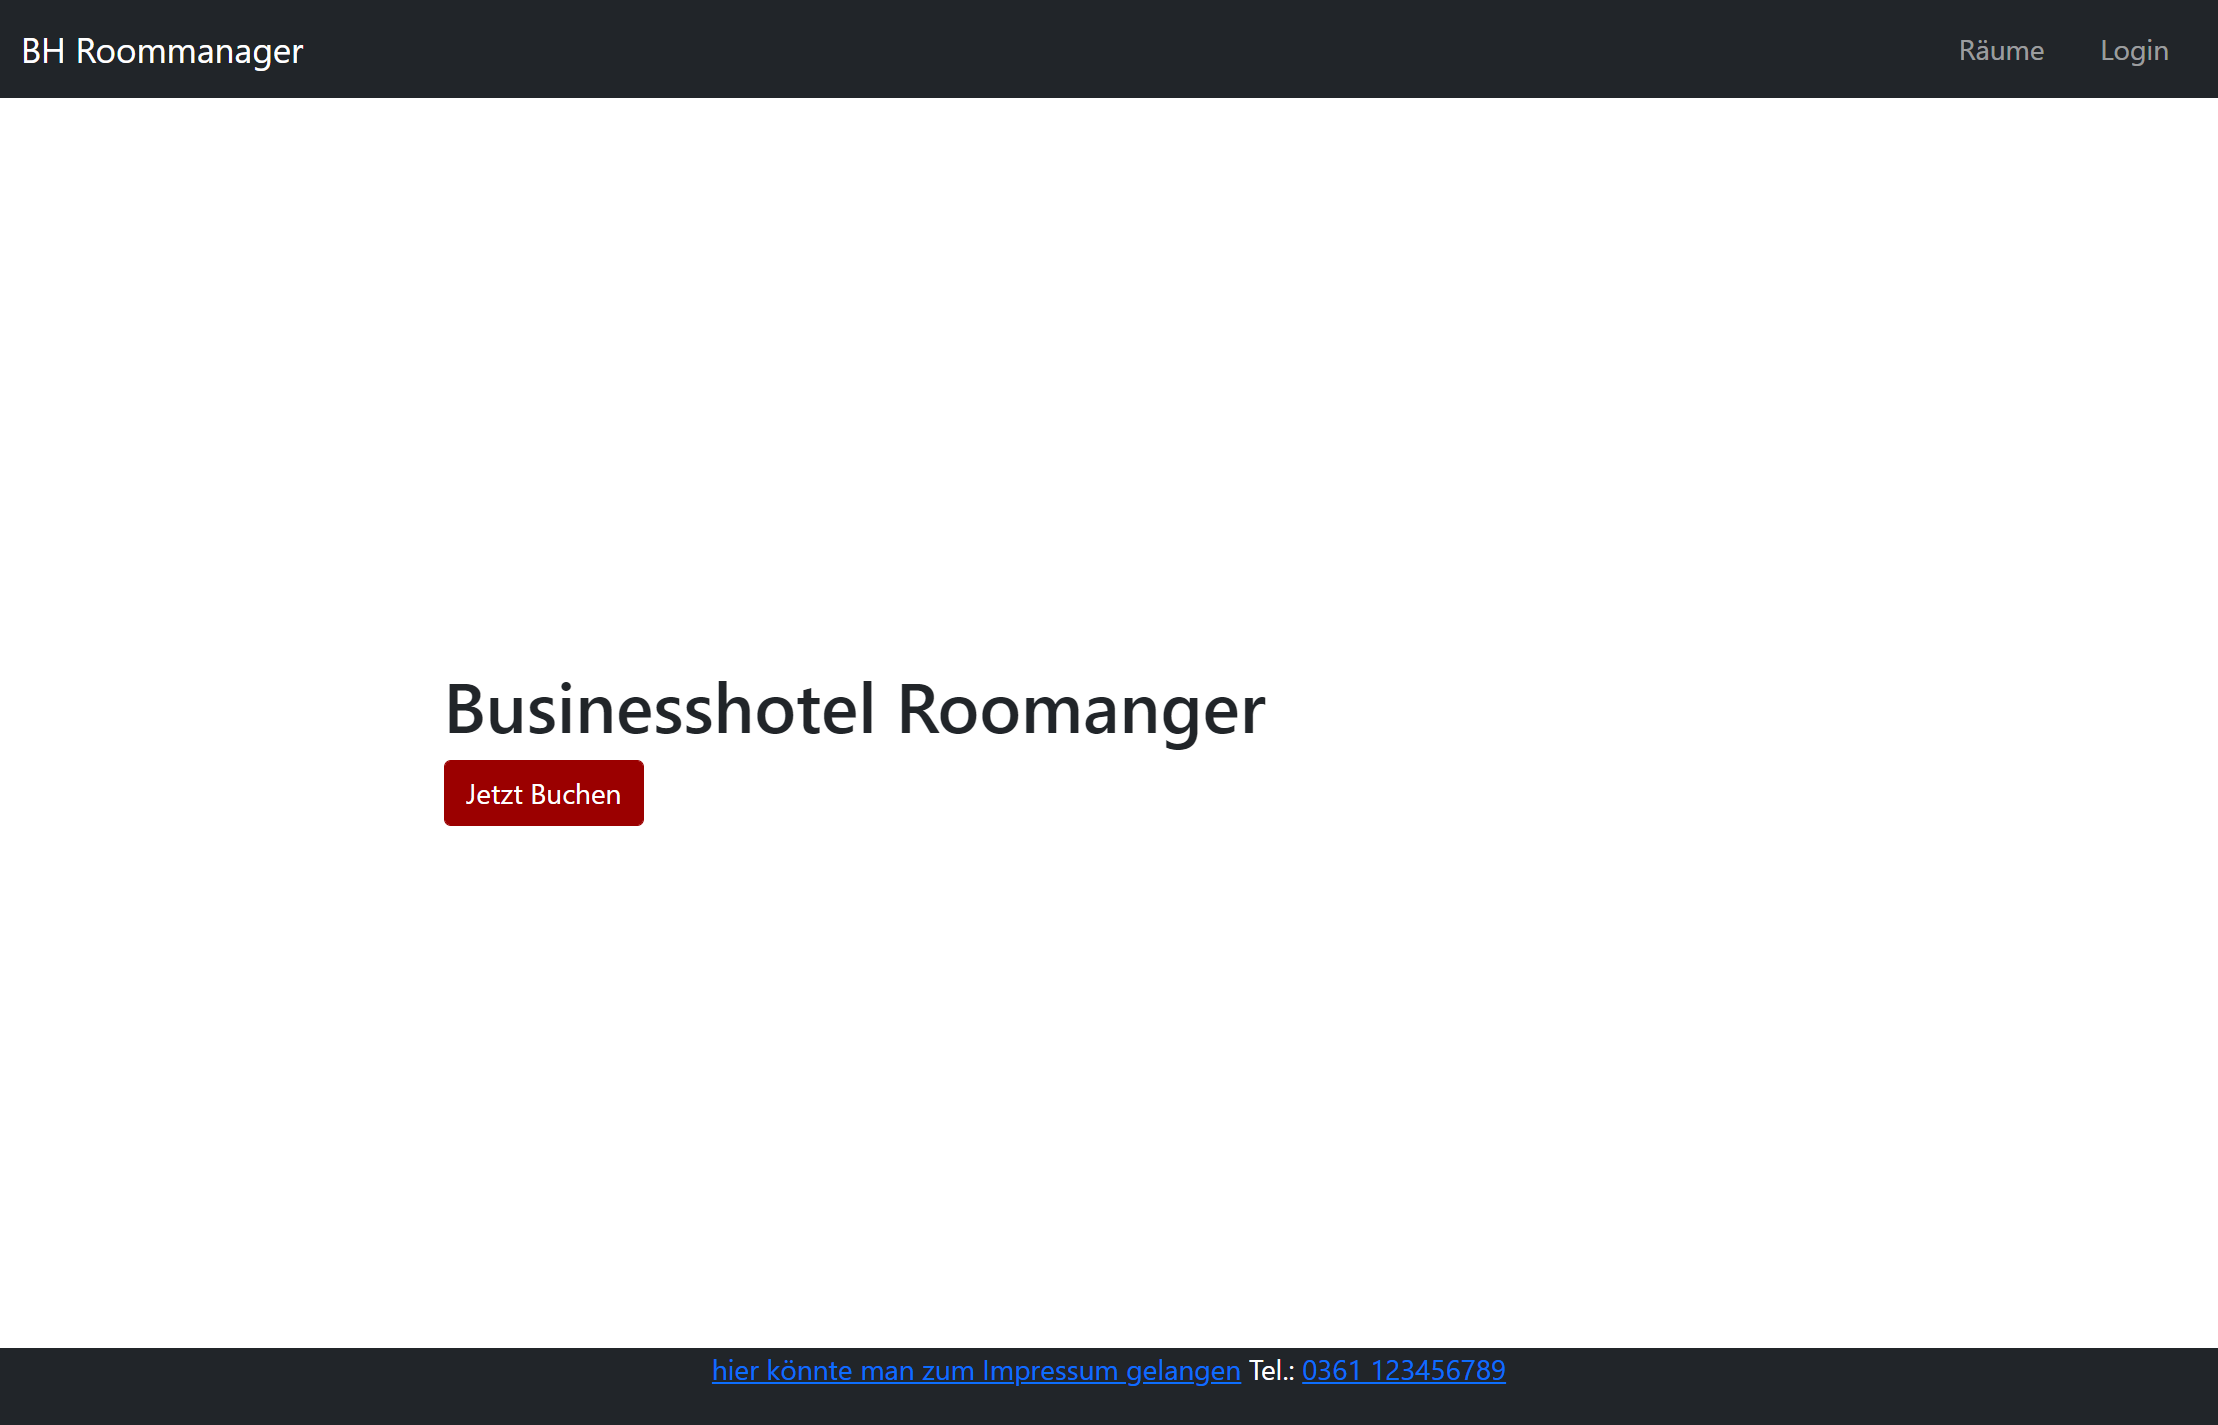 BH Roommanager
Räume Login
Businesshotel Roomanger
Jetzt Buchen
hier könnte man zum Impressum gelangen Tel.: 0361 123456789